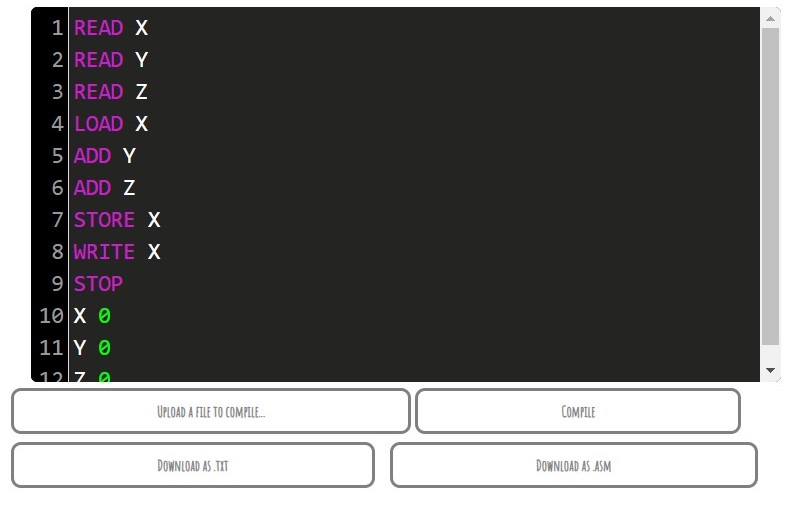 1 READ X
2 READ Y
3 READ Z
4 LOAD X
5 ADD Y
6 ADD Z
7 STORE X
8 WRITE X
9 STOP
10 X 0
11 Y 0
12 Z 0
Upload a file to compile... Compile
Download as .txt Download as .asm